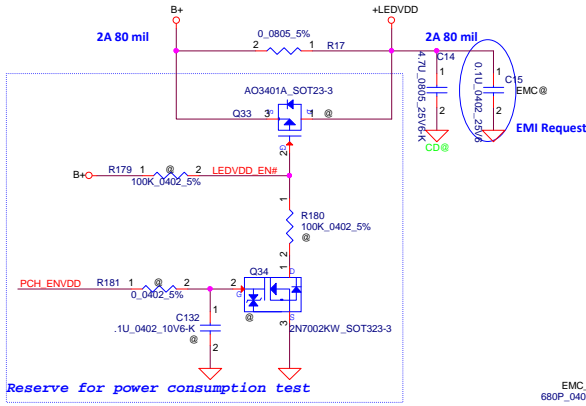 B+
+LEDVDD
2A 80 mil
0_0805_5%
2A 80 mil
2
1
R17
C14
4.7U_0805_25V6-K
1
2
CD@
C15
0.1U_0402_25V6
1
2
EMC@
EMI Request
AO3401A_SOT23-3
Q33
3
S
D
1
@
G
2
B+
R179
1
@
2
LEDVDD_EN#
100K_0402_5%
1
R180
100K_0402_5%
@
2
Q34
1
D
PCH_ENVDD
R181
1
@
2
2
G
0_0402_5%
@
S
3
2N7002KW_SOT323-3
C132
1
.1U_0402_10V6-K
@
2
Reserve for power consumption test
EMC_